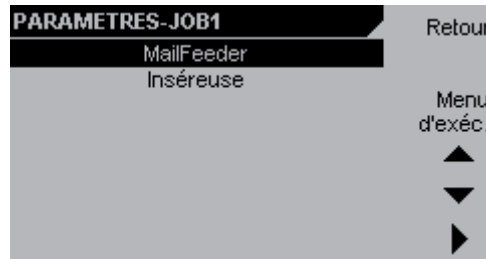 PARAMETRES-JOB1
Retour
MailFeeder
Inséreuse
Menu
d'exéc.